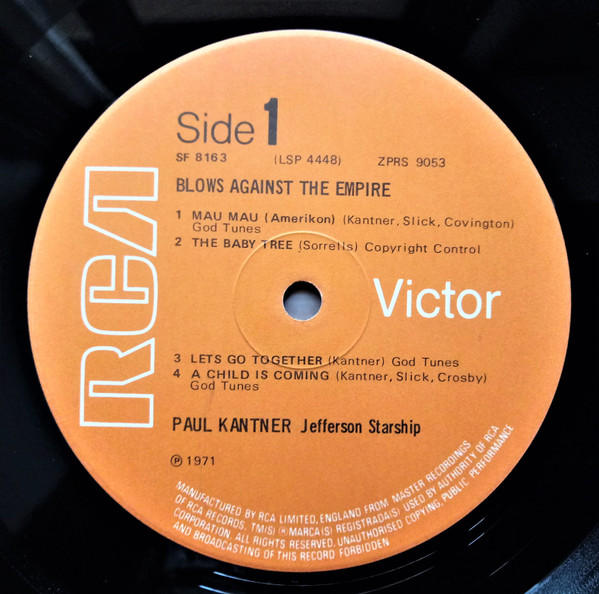 Side 1
SF 8163 (LSP 4448) ZPRS 9053
BLOWS AGAINST THE EMPIRE
1 MAU MAU (Amerikon) (Kantner, Slick, Covington)
God Tunes
2 THE BABY TREE (Sorrells) Copyright Control
RCA
Victor
3 LETS GO TOGETHER (Kantner) God Tunes
4 A CHILD IS COMING (Kantner, Slick, Crosby)
God Tunes
PAUL KANTNER Jefferson Starship
℗ 1971
MANUFACTURED BY RCA LIMITED, ENGLAND FROM MASTER RECORDINGS
OF RCA RECORDS. TM(S) ® MARCA(S) REGISTRADA(S) USED BY AUTHORITY OF RCA
CORPORATION. ALL RIGHTS RESERVED. UNAUTHORISED COPYING, PUBLIC PERFORMANCE
AND BROADCASTING OF THIS RECORD FORBIDDEN